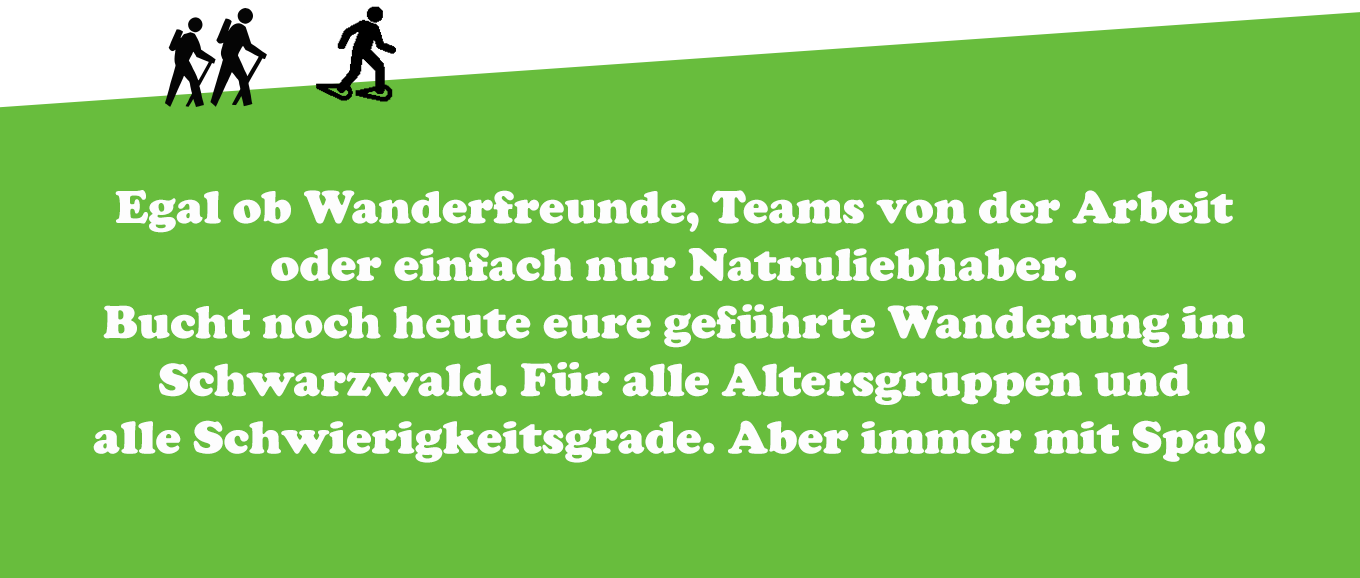 Egal ob Wanderfreunde, Teams von der Arbeit
oder einfach nur Natruliebhaber.
Bucht noch heute eure geführte Wanderung im
Schwarzwald. Für alle Altersgruppen und
alle Schwierigkeitsgrade. Aber immer mit Spaß!